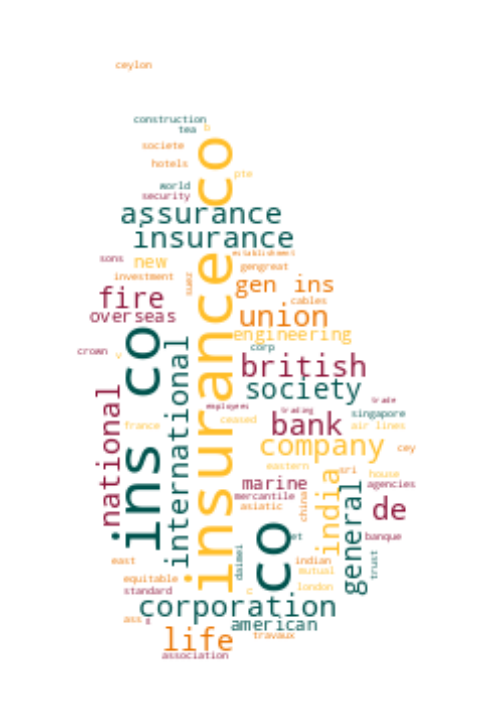 ceylon
construction
tea
b
societe
hotels
pte
world
security
assurance
insurance
insurance co
sons
new
establishment
gengreat
investment
suez
gen ins
fire
cables
overseas
union
engineering
crown
v
corp
ins co
international
british
national
society
employees
trading
trade
singapore
france
ceased
bank
air lines
company
cey
eastern
sri
house
marine
agencies
mercantile
asiatic
china
india
general
de
co
et
banque
east
daimei
indian
mutual
trust
equitable
standard
c
london
corporation
ass
g
american
life
travaux
association